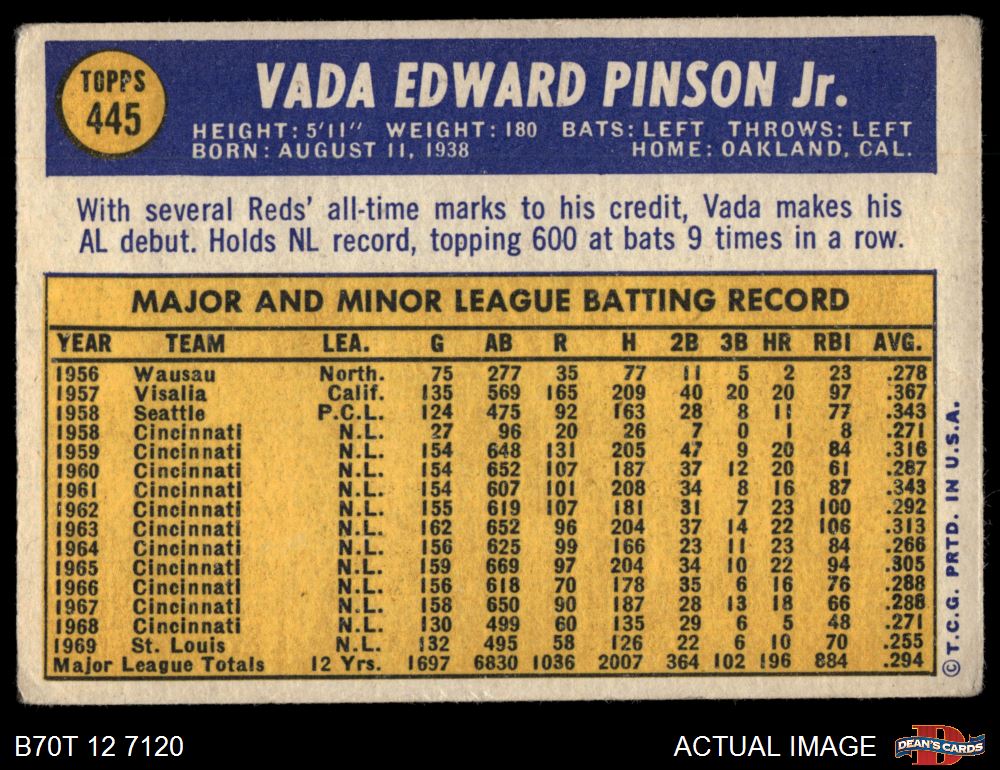 TOPPS
445
VADA EDWARD PINSON Jr.
HEIGHT: 5'11" WEIGHT: 180 BATS: LEFT THROWS: LEFT
BORN: AUGUST 11, 1938 HOME: OAKLAND, CAL.
With several Reds' all-time marks to his credit, Vada makes his
AL debut. Holds NL record, topping 600 at bats 9 times in a row.
MAJOR AND MINOR LEAGUE BATTING RECORD
YEAR TEAM LEA. G AB R H 2B 3B HR RBI AVG.
1956 Wausau North. 75 277 35 77 11 5 2 23 .278
1957 Visalia Calif. 135 569 165 209 40 20 20 97 .367
1958 Seattle P.C.L. 124 475 92 163 28 8 11 77 .343
1958 Cincinnati N.L. 27 96 20 26 7 0 1 8 .271
1959 Cincinnati N.L. 154 648 131 205 47 9 20 84 .316
1960 Cincinnati N.L. 154 652 107 187 37 12 20 61 .287
1961 Cincinnati N.L. 154 607 101 208 34 8 16 87 .343
1962 Cincinnati N.L. 155 619 107 181 31 7 23 100 .292
1963 Cincinnati N.L. 162 652 96 204 37 14 22 106 .313
1964 Cincinnati N.L. 156 625 99 166 23 11 23 84 .266
1965 Cincinnati N.L. 159 669 97 204 34 10 22 94 .305
1966 Cincinnati N.L. 156 618 70 178 35 6 16 76 .288
1967 Cincinnati N.L. 158 650 90 187 28 13 18 66 .288
1968 Cincinnati N.L. 130 499 60 135 29 6 5 48 .271
1969 St. Louis N.L. 132 495 58 126 22 6 10 70 .255
Major League Totals 12 Yrs. 1697 6830 1036 2007 364 102 196 884 .294
© T.C.G. PRTD. IN U.S.A.
B70T 12 7120 ACTUAL IMAGE
D
DEAN'S CARDS